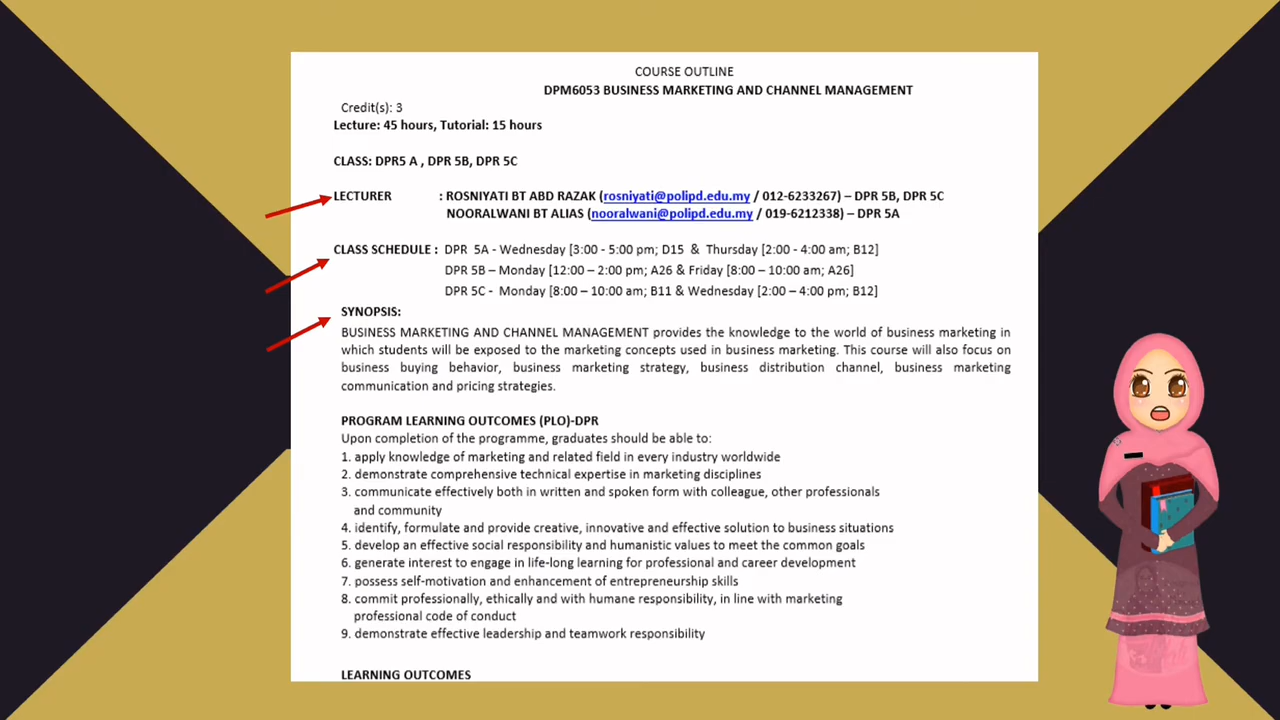 COURSE OUTLINE
DPM6053 BUSINESS MARKETING AND CHANNEL MANAGEMENT
Credit(s): 3
Lecture: 45 hours, Tutorial: 15 hours
CLASS: DPR5 A , DPR 5B, DPR 5C
LECTURER : ROSNIYATI BT ABD RAZAK (rosniyati@polipd.edu.my / 012-6233267) – DPR 5B, DPR 5C
NOORALWANI BT ALIAS (nooralwani@polipd.edu.my / 019-6212338) – DPR 5A
CLASS SCHEDULE : DPR 5A - Wednesday [3:00 - 5:00 pm; D15 & Thursday [2:00 - 4:00 am; B12]
DPR 5B – Monday [12:00 – 2:00 pm; A26 & Friday [8:00 – 10:00 am; A26]
DPR 5C - Monday [8:00 – 10:00 am; B11 & Wednesday [2:00 – 4:00 pm; B12]
SYNOPSIS:
BUSINESS MARKETING AND CHANNEL MANAGEMENT provides the knowledge to the world of business marketing in
which students will be exposed to the marketing concepts used in business marketing. This course will also focus on
business buying behavior, business marketing strategy, business distribution channel, business marketing
communication and pricing strategies.
PROGRAM LEARNING OUTCOMES (PLO)-DPR
Upon completion of the programme, graduates should be able to:
1. apply knowledge of marketing and related field in every industry worldwide
2. demonstrate comprehensive technical expertise in marketing disciplines
3. communicate effectively both in written and spoken form with colleague, other professionals
and community
4. identify, formulate and provide creative, innovative and effective solution to business situations
5. develop an effective social responsibility and humanistic values to meet the common goals
6. generate interest to engage in life-long learning for professional and career development
7. possess self-motivation and enhancement of entrepreneurship skills
8. commit professionally, ethically and with humane responsibility, in line with marketing
professional code of conduct
9. demonstrate effective leadership and teamwork responsibility
LEARNING OUTCOMES